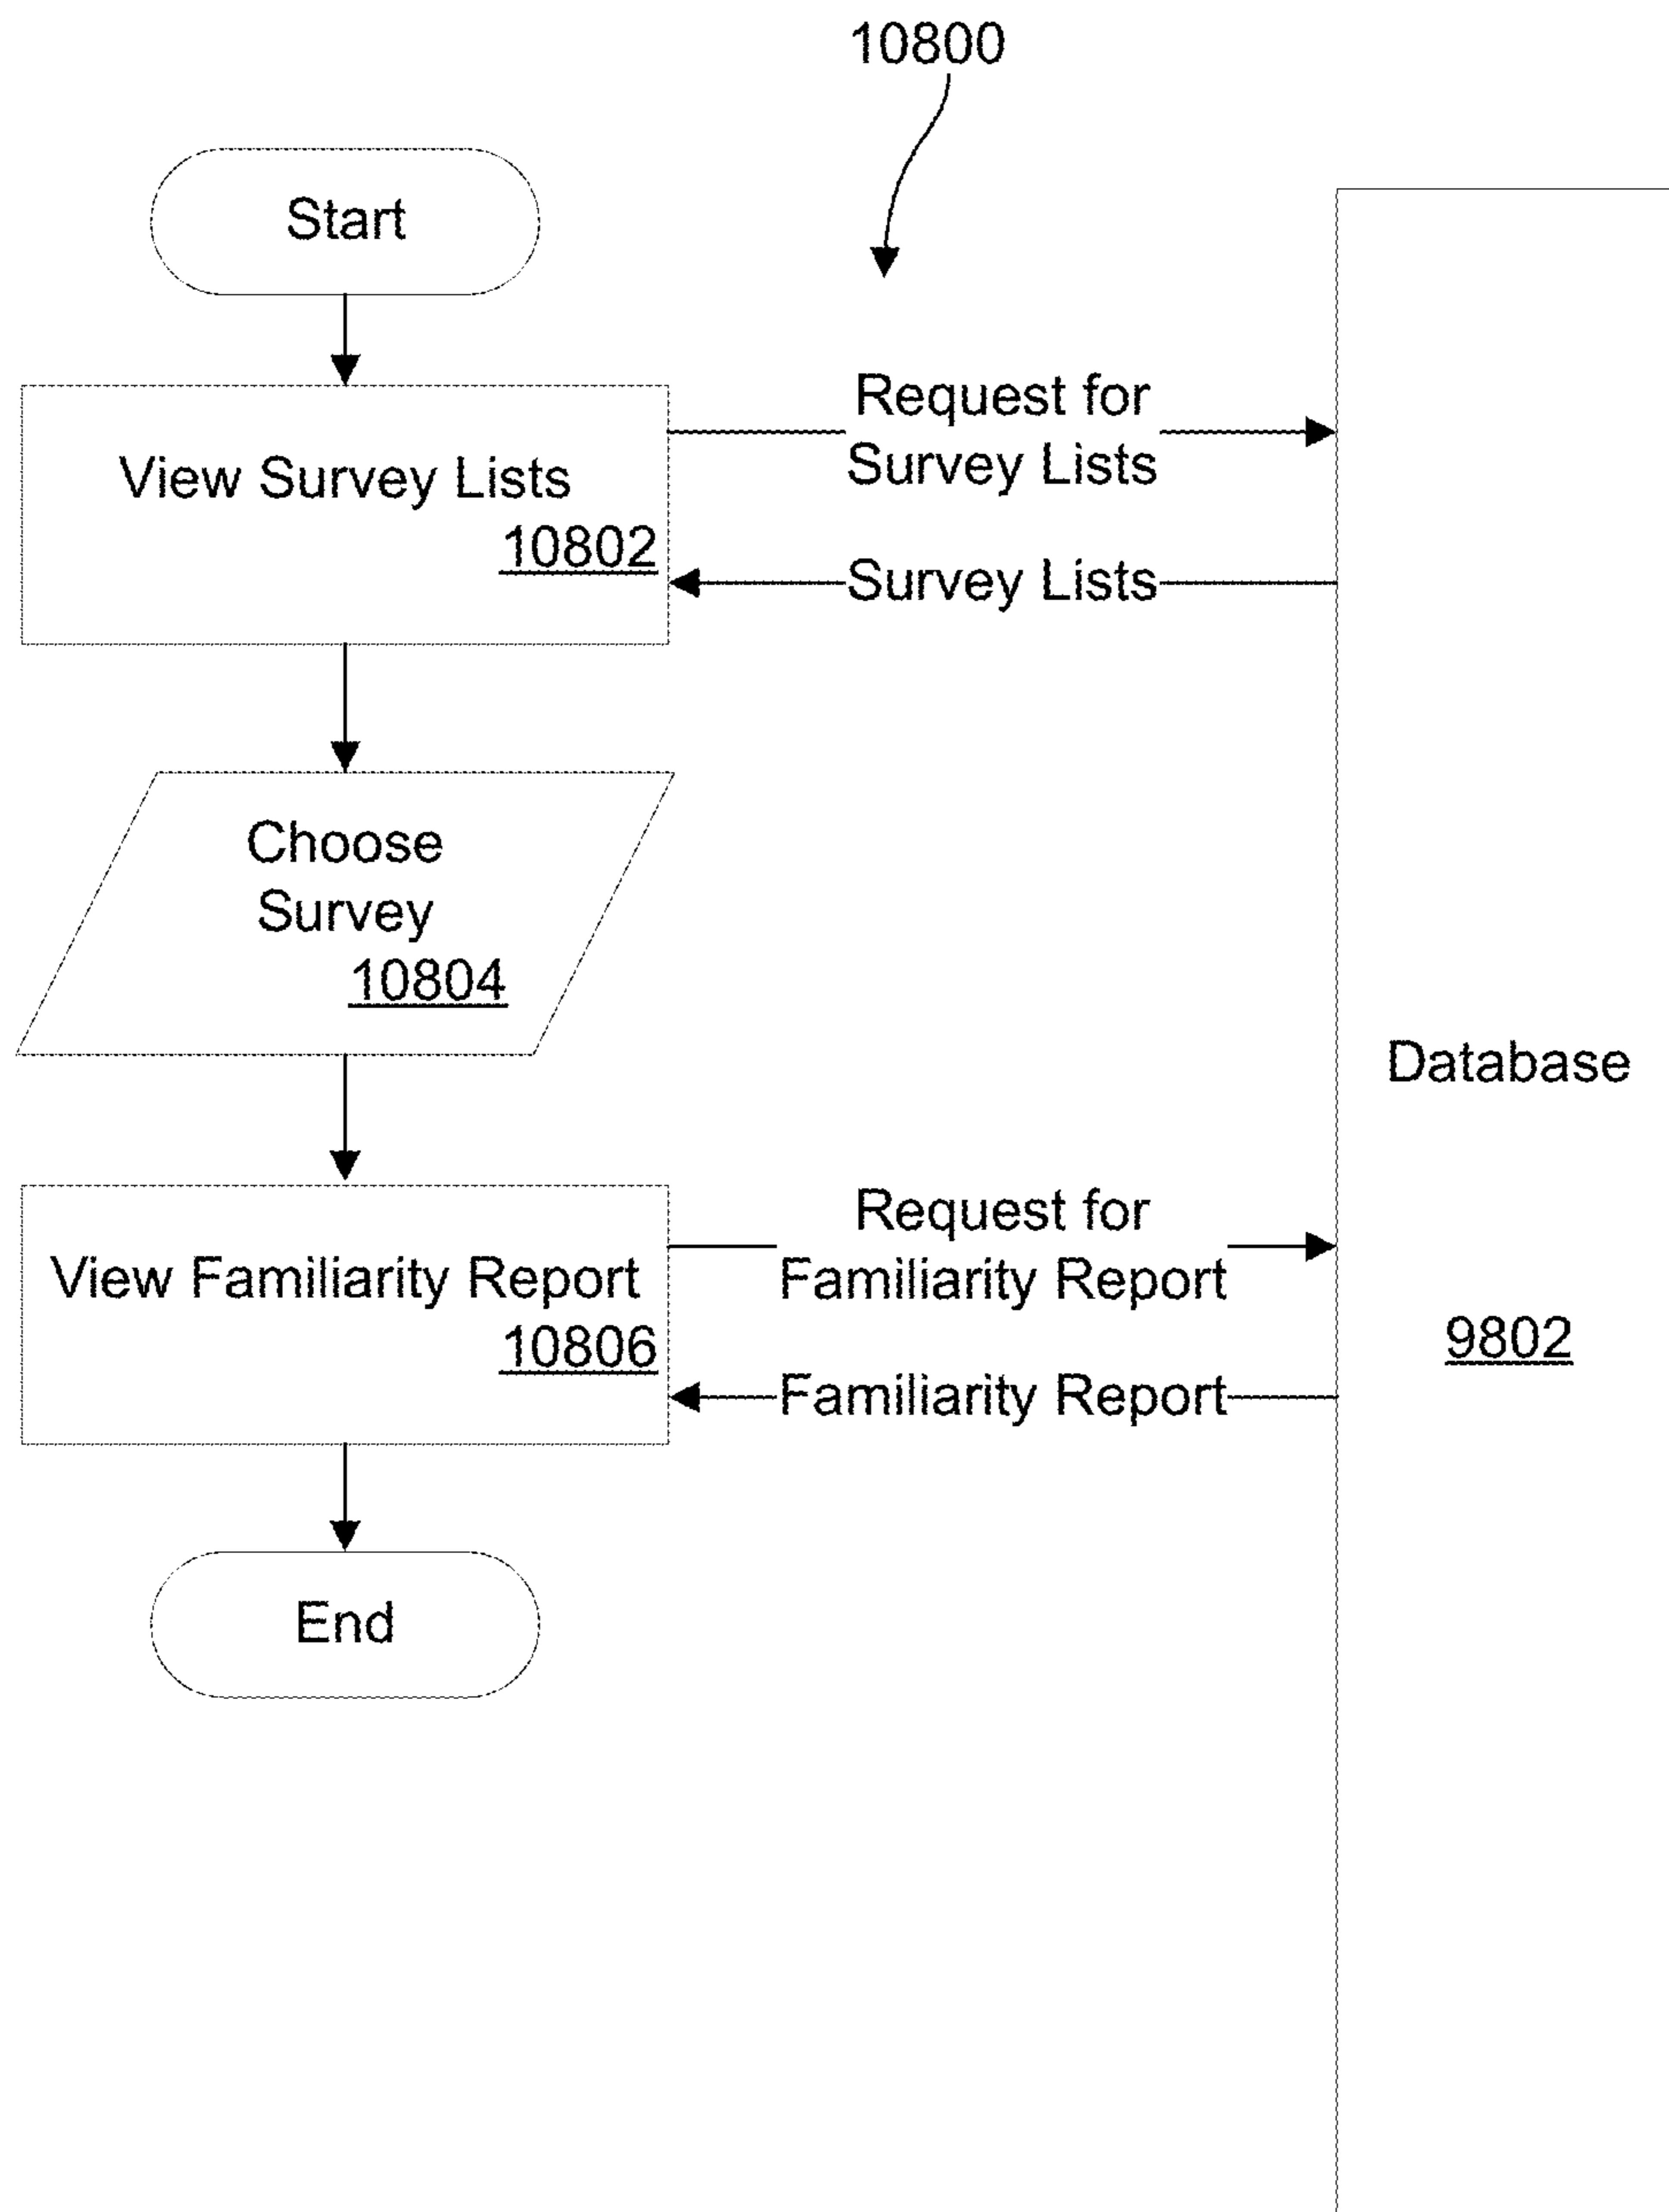 10800
Start
View Survey Lists
10802
Request for
Survey Lists
Survey Lists
Choose
Survey
10804
View Familiarity Report
10806
Request for
Familiarity Report
Familiarity Report
End
Database
9802